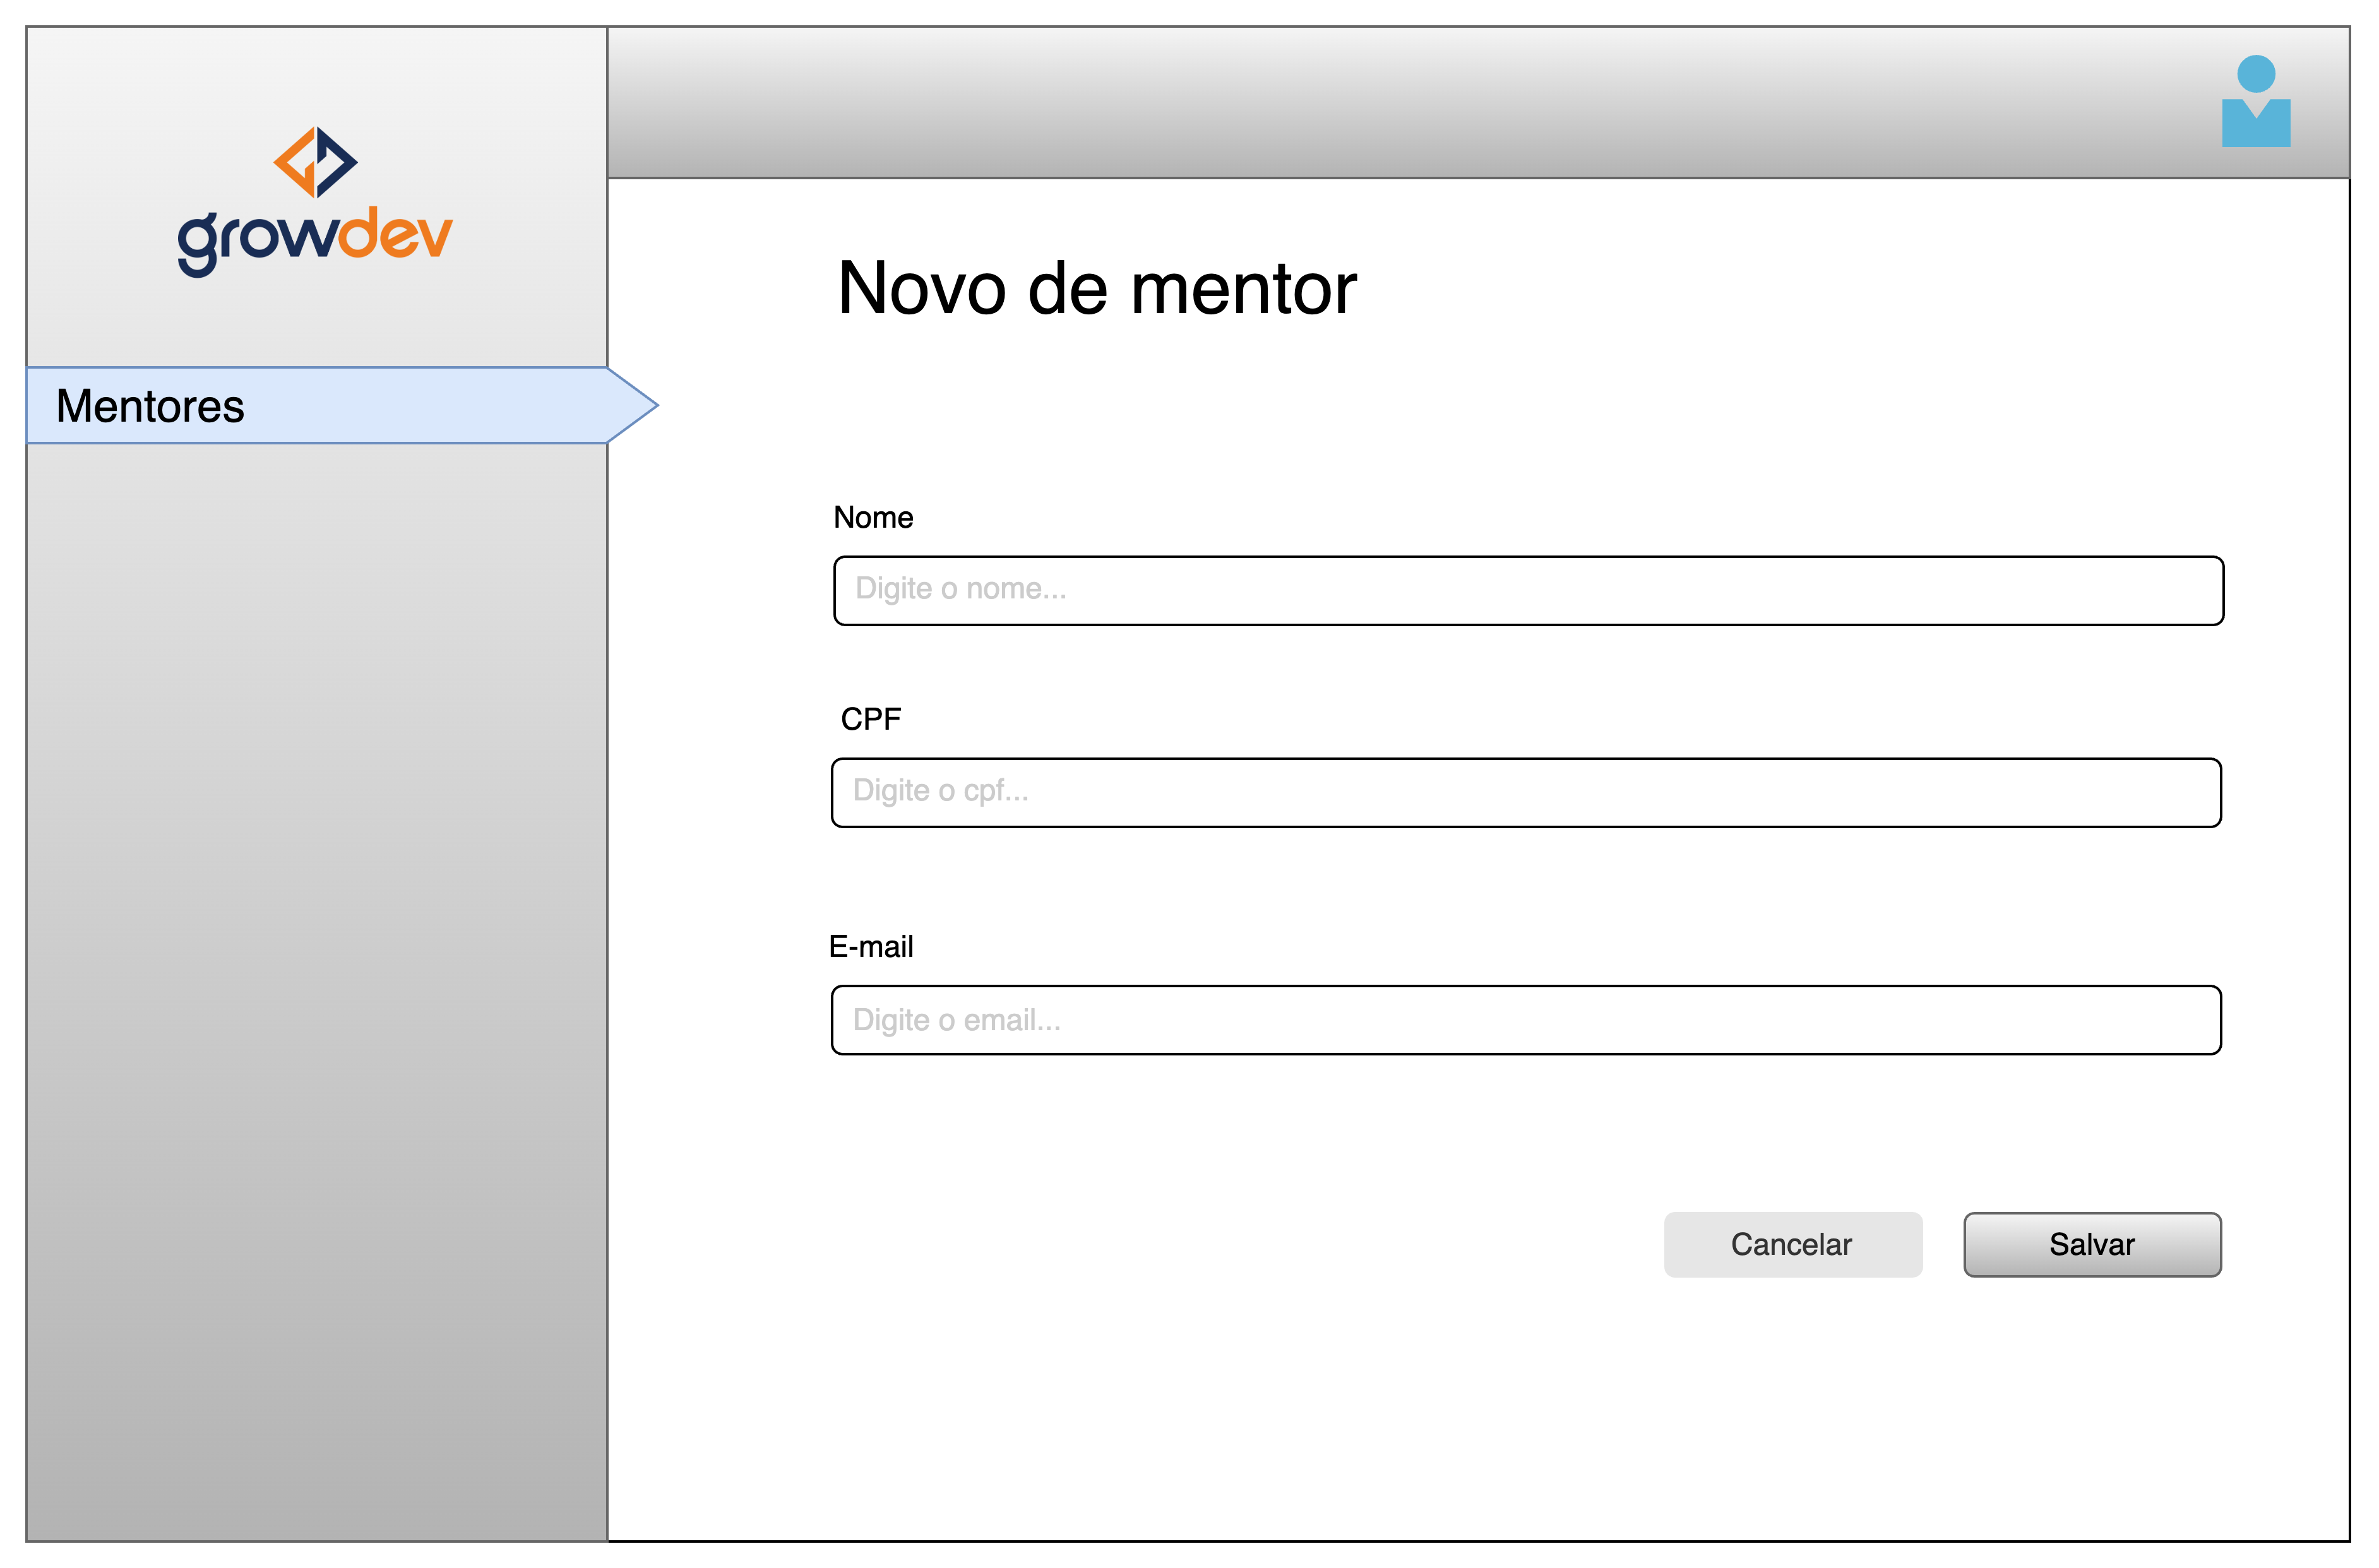 growdev
Mentores
Novo de mentor
Nome
Digite o nome...
CPF
Digite o cpf...
E-mail
Digite o email...
Cancelar
Salvar